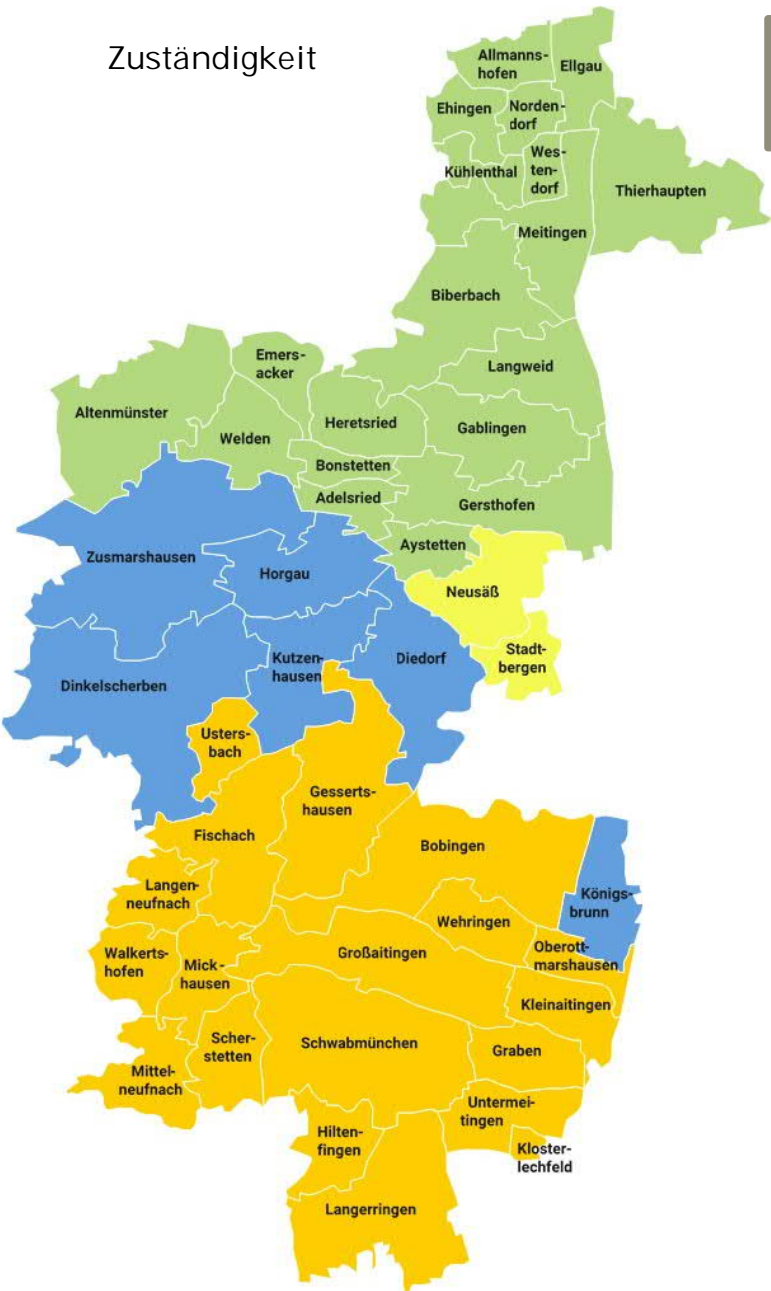 Zuständigkeit
Allmanns-
hofen
Ellgau
Ehingen
Norden-
dorf
Wes-
ten-
dorf
Kühlenthal
Thierhaupten
Meitingen
Biberbach
Emers-
acker
Langweid
Altenmünster
Heretsried
Gablingen
Welden
Bonstetten
Adelsried
Gersthofen
Aystetten
Zusmarshausen
Horgau
Neusäß
Stadt-
bergen
Kutzen-
hausen
Diedorf
Dinkelscherben
Usters-
bach
Gesserts-
hausen
Fischach
Bobingen
Langen-
neufnach
Königs-
brunn
Wehringen
Walkerts-
hofen
Mick-
hausen
Großaitingen
Oberott-
marshausen
Kleinaitingen
Scher-
stetten
Schwabmünchen
Graben
Mittel-
neufnach
Untermei-
tingen
Hilten-
fingen
Kloster-
lechfeld
Langerringen